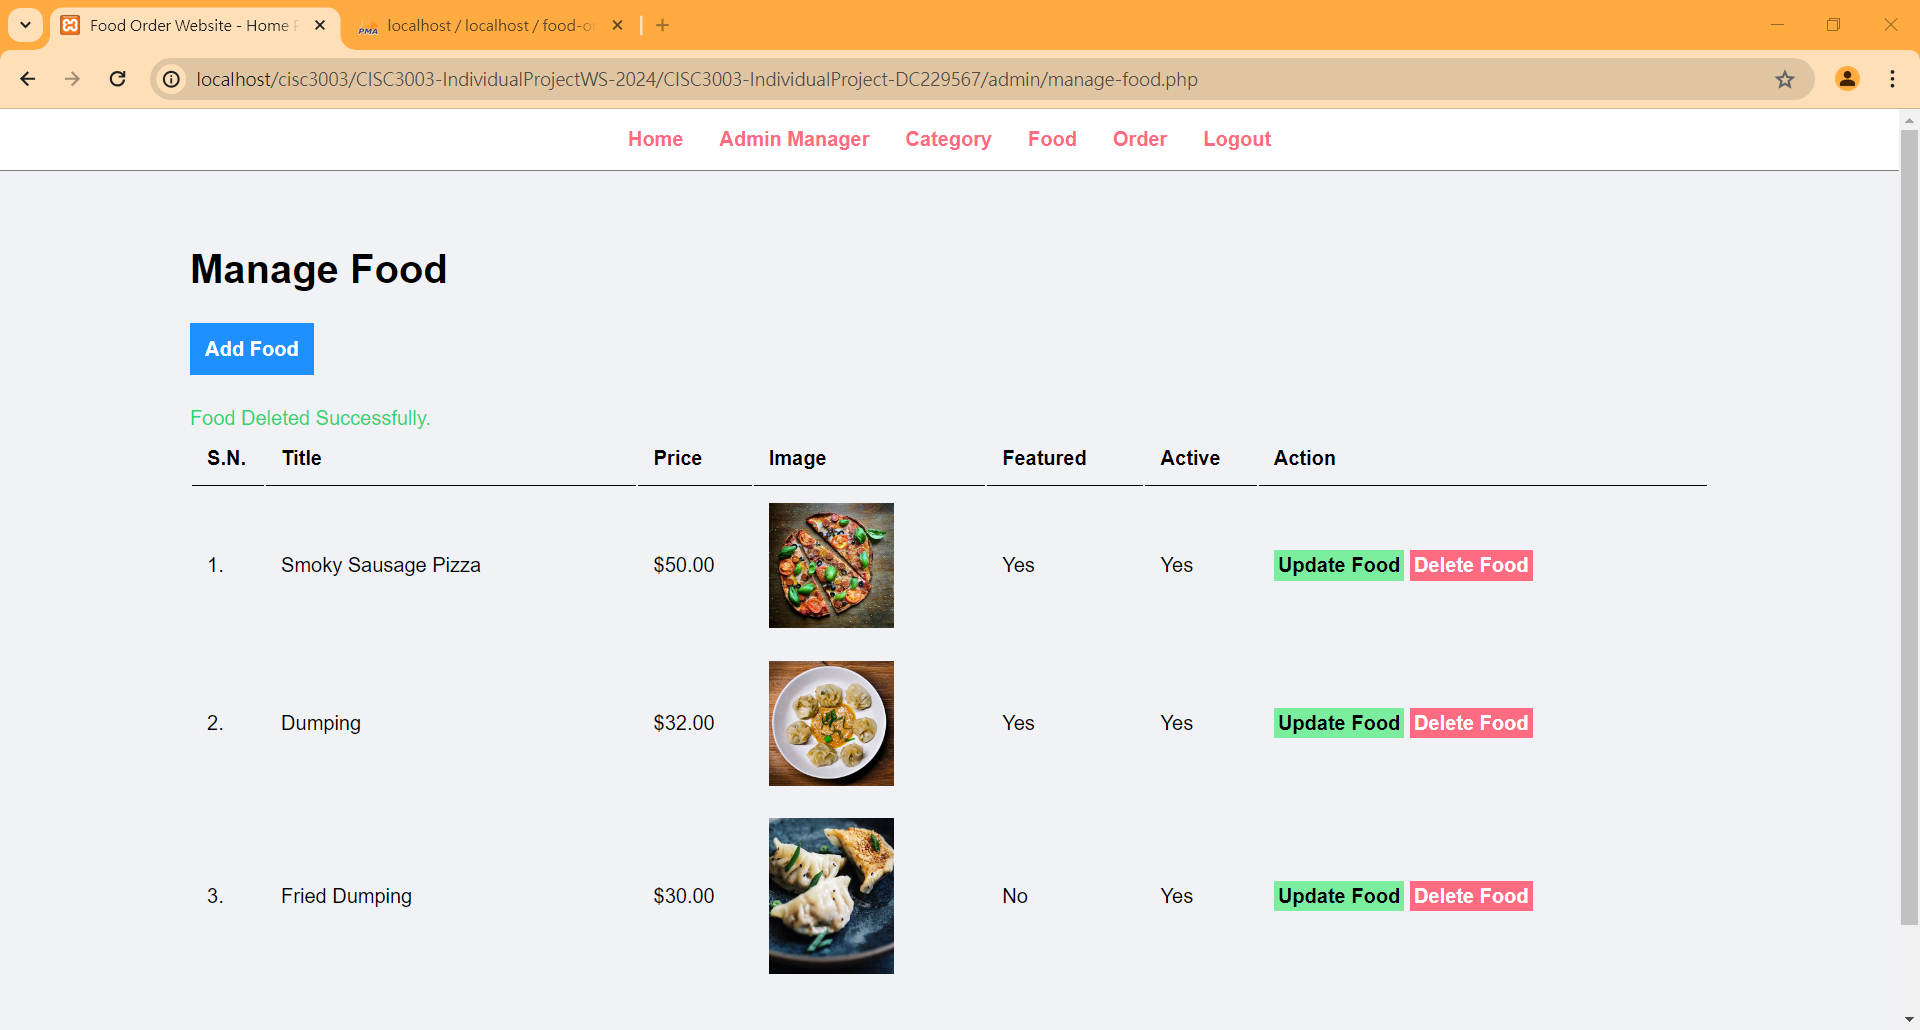 Food Order Website - Home P
localhost / localhost / food-o
localhost/cisc3003/CISC3003-IndividualProjectWS-2024/CISC3003-IndividualProject-DC229567/admin/manage-food.php
Home Admin Manager Category Food Order Logout
Manage Food
Add Food
Food Deleted Successfully.
S.N. Title Price Image Featured Active Action
1. Smoky Sausage Pizza $50.00 Yes Yes Update Food Delete Food
2. Dumping $32.00 Yes Yes Update Food Delete Food
3. Fried Dumping $30.00 No Yes Update Food Delete Food